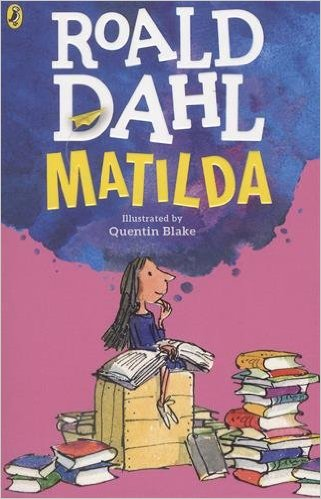 ROALD
DAHL
MATILDA
Illustrated by
Quentin Blake